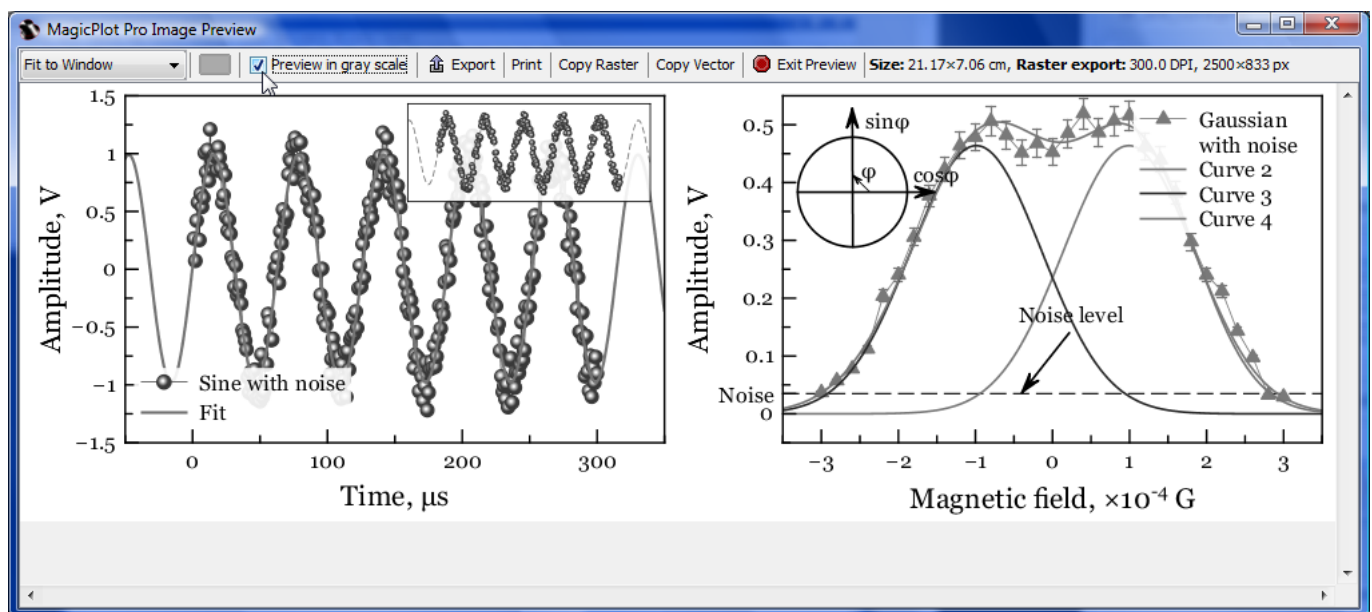 MagicPlot Pro Image Preview
Fit to Window Preview in gray scale Export Print Copy Raster Copy Vector Exit Preview Size: 21.17×7.06 cm, Raster export: 300.0 DPI, 2500×833 px
1.5
1
0.5
0
−0.5
−1
−1.5
Amplitude, V
Sine with noise
Fit
0 100 200 300
Time, μs
0.5
0.4
0.3
0.2
0.1
Noise
0
Amplitude, V
sinφ
φ
cosφ
Gaussian
with noise
Curve 2
Curve 3
Curve 4
Noise level
−3 −2 −1 0 1 2 3
Magnetic field, ×10⁻⁴ G